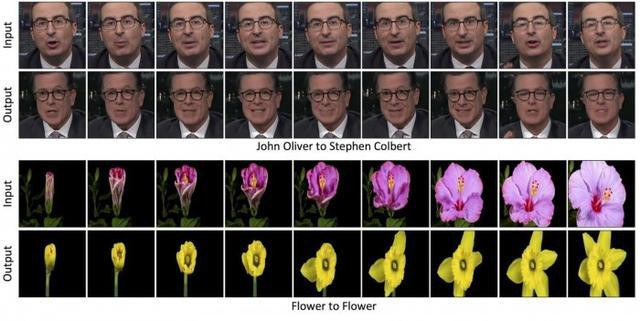 Input
Output
John Oliver to Stephen Colbert
Input
Output
Flower to Flower